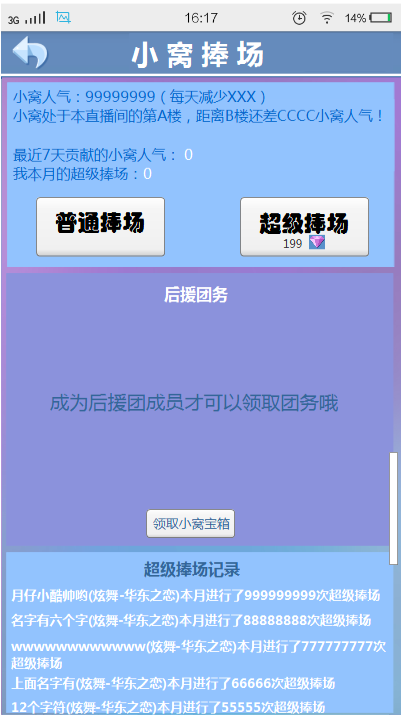 3G 16:17 14%
小窝捧场
小窝人气：99999999（每天减少XXX）
小窝处于本直播间的第A楼，距离B楼还差CCCC小窝人气！
最近7天贡献的小窝人气：0
我本月的超级捧场：0
普通捧场 超级捧场
199
后援团务
成为后援团成员才可以领取团务哦
领取小窝宝箱
超级捧场记录
月仔小酷帅哟(炫舞-华东之恋)本月进行了999999999次超级捧场
名字有六个字(炫舞-华东之恋)本月进行了88888888次超级捧场
wwwwwwwwwwwww(炫舞-华东之恋)本月进行了777777777次
超级捧场
上面名字有(炫舞-华东之恋)本月进行了66666次超级捧场
12个字符(炫舞-华东之恋)本月进行了55555次超级捧场